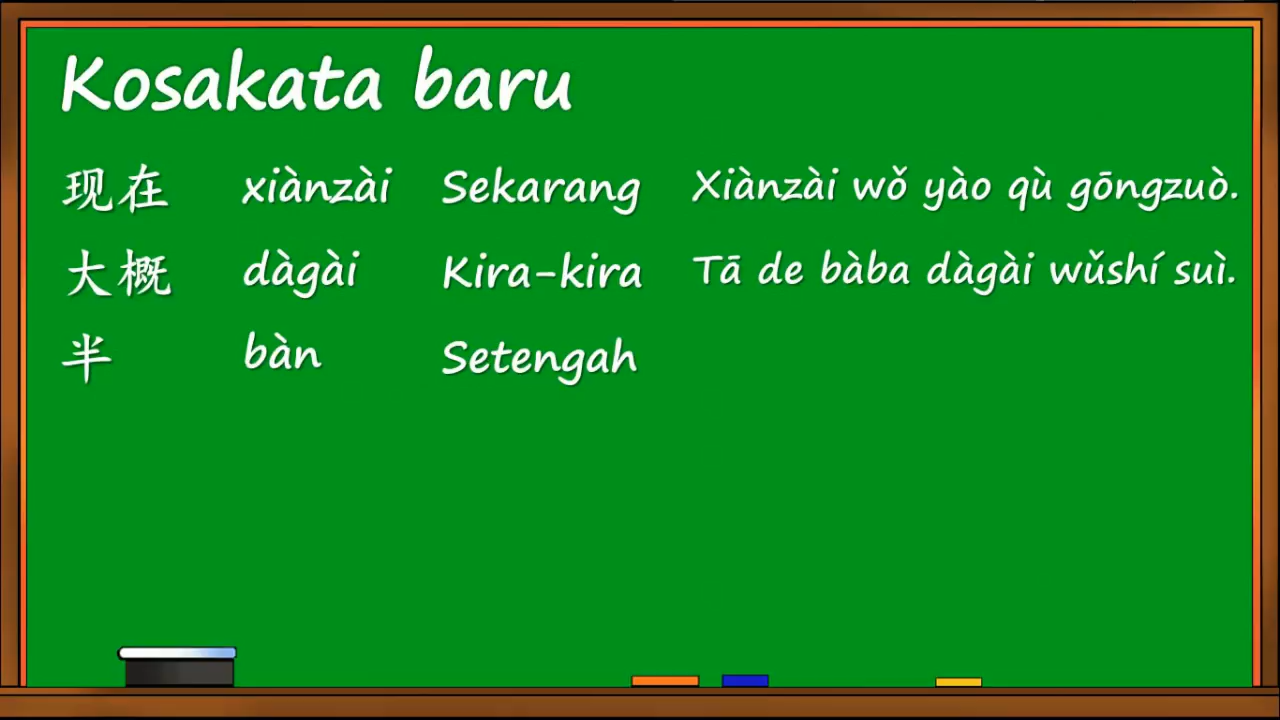 Kosakata baru
现在 xiànzài Sekarang Xiànzài wǒ yào qù gōngzuò.
大概 dàgài Kira-kira Tā de bàba dàgài wǔshí suì.
半 bàn Setengah